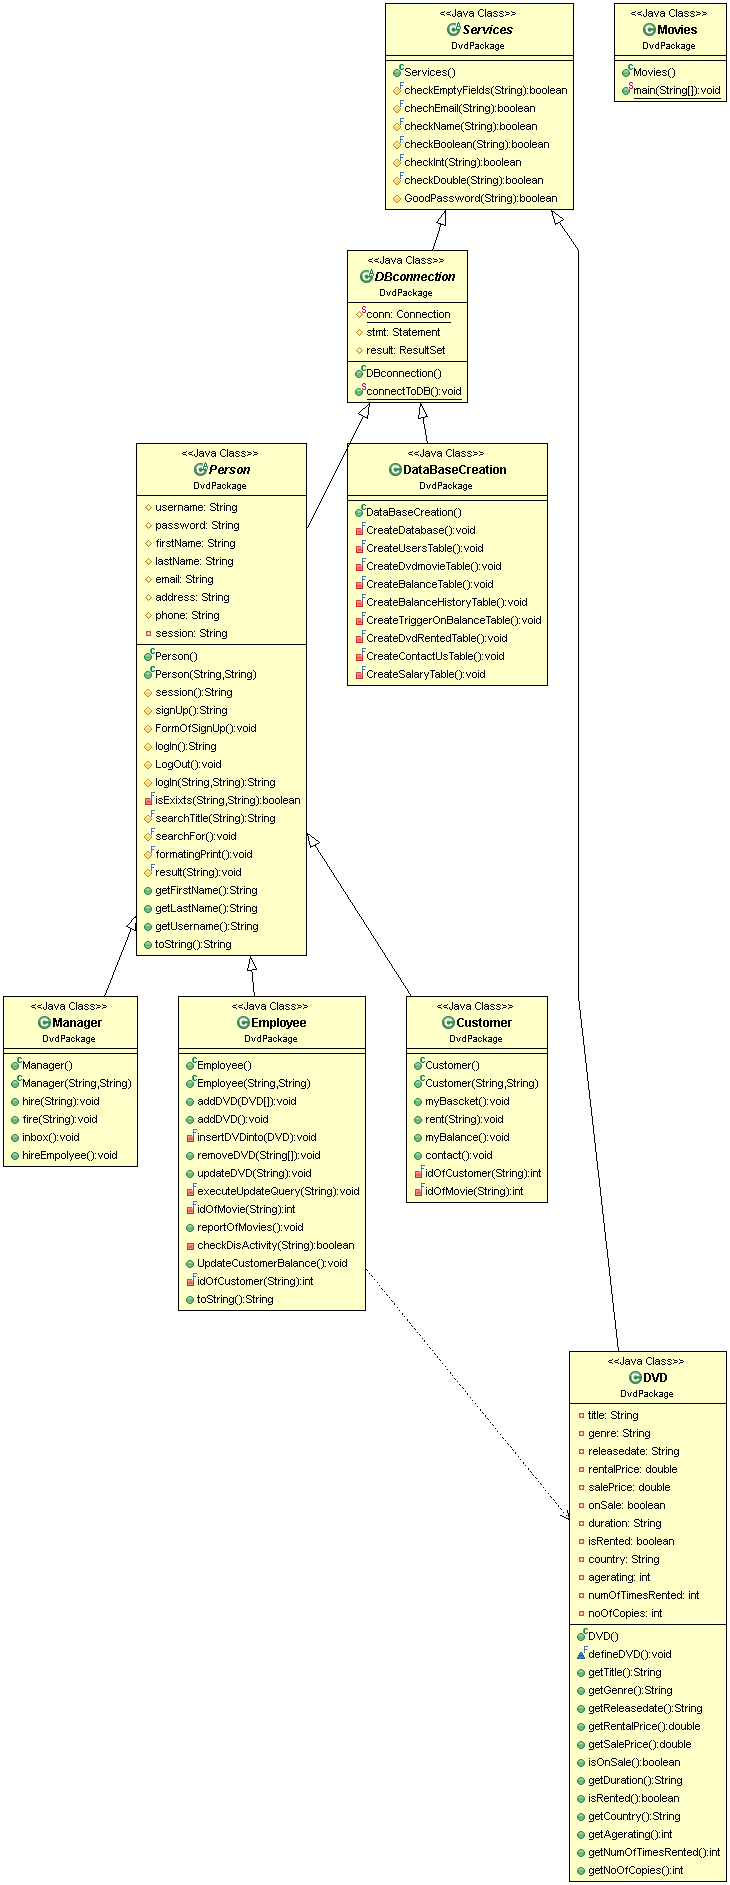 <<Java Class>>
Services
DvdPackage
Services()
checkEmptyFields(String):boolean
chechEmail(String):boolean
checkName(String):boolean
checkBoolean(String):boolean
checkInt(String):boolean
checkDouble(String):boolean
GoodPassword(String):boolean
<<Java Class>>
Movies
DvdPackage
Movies()
main(String[]):void
<<Java Class>>
DBconnection
DvdPackage
conn: Connection
stmt: Statement
result: ResultSet
DBconnection()
connectToDB():void
<<Java Class>>
Person
DvdPackage
username: String
password: String
firstName: String
lastName: String
email: String
address: String
phone: String
session: String
Person()
Person(String,String)
session():String
signUp():String
FormOfSignUp():void
logIn():String
LogOut():void
logIn(String,String):String
isExixts(String,String):boolean
searchTitle(String):String
searchFor():void
formatingPrint():void
result(String):void
getFirstName():String
getLastName():String
getUsername():String
toString():String
<<Java Class>>
DataBaseCreation
DvdPackage
DataBaseCreation()
CreateDatabase():void
CreateUsersTable():void
CreateDvdmovieTable():void
CreateBalanceTable():void
CreateBalanceHistoryTable():void
CreateTriggerOnBalanceTable():void
CreateDvdRentedTable():void
CreateContactUsTable():void
CreateSalaryTable():void
<<Java Class>>
Manager
DvdPackage
Manager()
Manager(String,String)
hire(String):void
fire(String):void
inbox():void
hireEmpolyee():void
<<Java Class>>
Employee
DvdPackage
Employee()
Employee(String,String)
addDVD(DVD[]):void
addDVD():void
insertDVDinto(DVD):void
removeDVD(String[]):void
updateDVD(String):void
executeUpdateQuery(String):void
idOfMovie(String):int
reportOfMovies():void
checkDisActivity(String):boolean
UpdateCustomerBalance():void
idOfCustomer(String):int
toString():String
<<Java Class>>
Customer
DvdPackage
Customer()
Customer(String,String)
myBascket():void
rent(String):void
myBalance():void
contact():void
idOfCustomer(String):int
idOfMovie(String):int
<<Java Class>>
DVD
DvdPackage
title: String
genre: String
releasedate: String
rentalPrice: double
salePrice: double
onSale: boolean
duration: String
isRented: boolean
country: String
agerating: int
numOfTimesRented: int
noOfCopies: int
DVD()
defineDVD():void
getTitle():String
getGenre():String
getReleasedate():String
getRentalPrice():double
getSalePrice():double
isOnSale():boolean
getDuration():String
isRented():boolean
getCountry():String
getAgerating():int
getNumOfTimesRented():int
getNoOfCopies():int